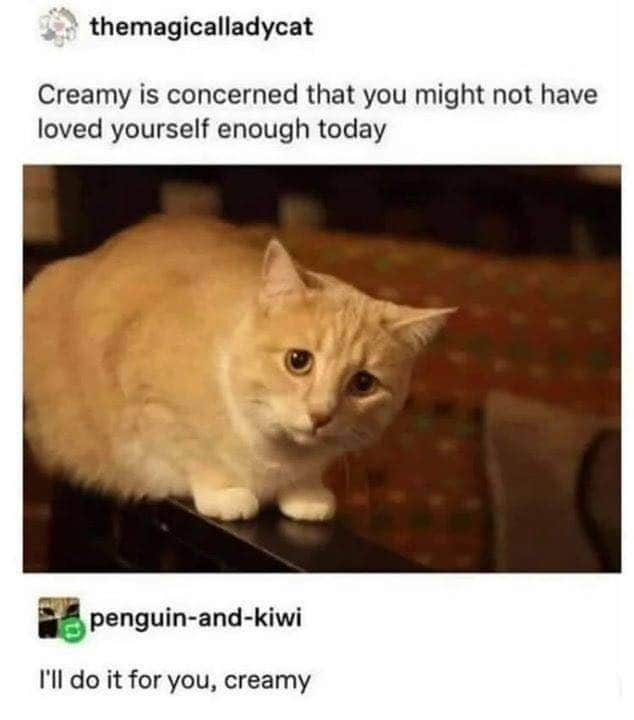 themagicalladycat
Creamy is concerned that you might not have
loved yourself enough today
penguin-and-kiwi
I'll do it for you, creamy